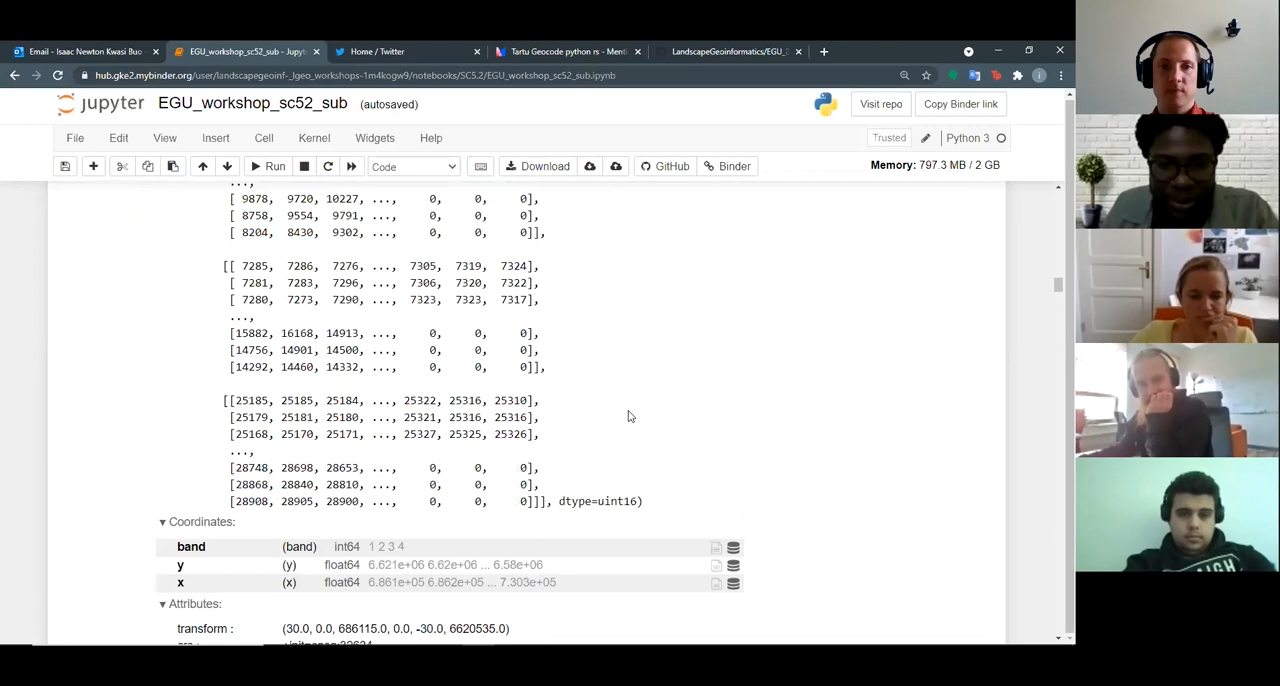 Email - Isaac Newton Kwasi Buo -
EGU_workshop_sc52_sub - Jupyt
Home / Twitter
Tartu Geocode python rs - Menti
LandscapeGeoinformatics/EGU_2
hub.gke2.mybinder.org/user/landscapegeoinf-_lgeo_workshops-1m4kogw9/notebooks/SC5.2/EGU_workshop_sc52_sub.ipynb
jupyter EGU_workshop_sc52_sub (autosaved)
Visit repo
Copy Binder link
File Edit View Insert Cell Kernel Widgets Help
Trusted
Python 3
Run
Code
Download
GitHub
Binder
Memory: 797.3 MB / 2 GB
...,
[ 9878, 9720, 10227, ..., 0, 0, 0],
[ 8758, 9554, 9791, ..., 0, 0, 0],
[ 8204, 8430, 9302, ..., 0, 0, 0]],
[[ 7285, 7286, 7276, ..., 7305, 7319, 7324],
[ 7281, 7283, 7296, ..., 7306, 7320, 7322],
[ 7280, 7273, 7290, ..., 7323, 7323, 7317],
...,
[15882, 16168, 14913, ..., 0, 0, 0],
[14756, 14901, 14500, ..., 0, 0, 0],
[14292, 14460, 14332, ..., 0, 0, 0]],
[[25185, 25185, 25184, ..., 25322, 25316, 25310],
[25179, 25181, 25180, ..., 25321, 25316, 25316],
[25168, 25170, 25171, ..., 25327, 25325, 25326],
...,
[28748, 28698, 28653, ..., 0, 0, 0],
[28868, 28840, 28810, ..., 0, 0, 0],
[28908, 28905, 28900, ..., 0, 0, 0]]], dtype=uint16)
Coordinates:
band (band) int64 1 2 3 4
y (y) float64 6.621e+06 6.62e+06 ... 6.58e+06
x (x) float64 6.861e+05 6.862e+05 ... 7.303e+05
Attributes:
transform : (30.0, 0.0, 686115.0, 0.0, -30.0, 6620535.0)